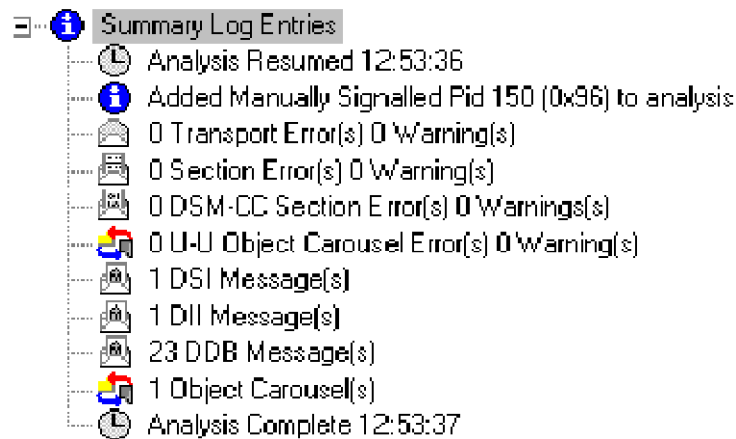 Summary Log Entries
Analysis Resumed 12:53:36
Added Manually Signalled Pid 150 (0x96) to analysis
0 Transport Error(s) 0 Warning(s)
0 Section Error(s) 0 Warning(s)
0 DSM-CC Section Error(s) 0 Warnings(s)
0 U-U Object Carousel Error(s) 0 Warning(s)
1 DSI Message(s)
1 DII Message(s)
23 DDB Message(s)
1 Object Carousel(s)
Analysis Complete 12:53:37